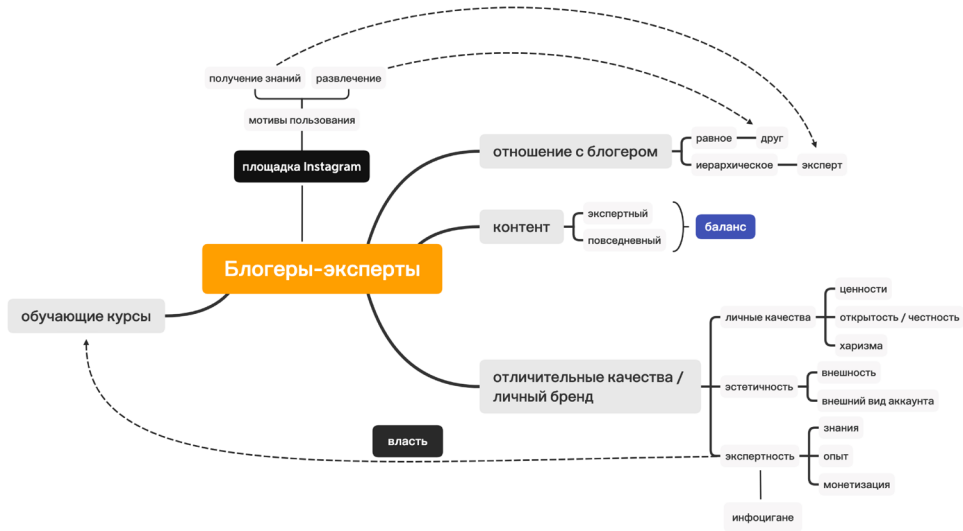 получение знаний
развлечение
мотивы пользования
площадка Instagram
отношение с блогером
равное
друг
иерархическое
эксперт
контент
экспертный
повседневный
баланс
Блогеры-эксперты
обучающие курсы
отличительные качества /
личный бренд
личные качества
ценности
открытость / честность
харизма
эстетичность
внешность
внешний вид аккаунта
власть
экспертность
знания
опыт
монетизация
инфоцигане